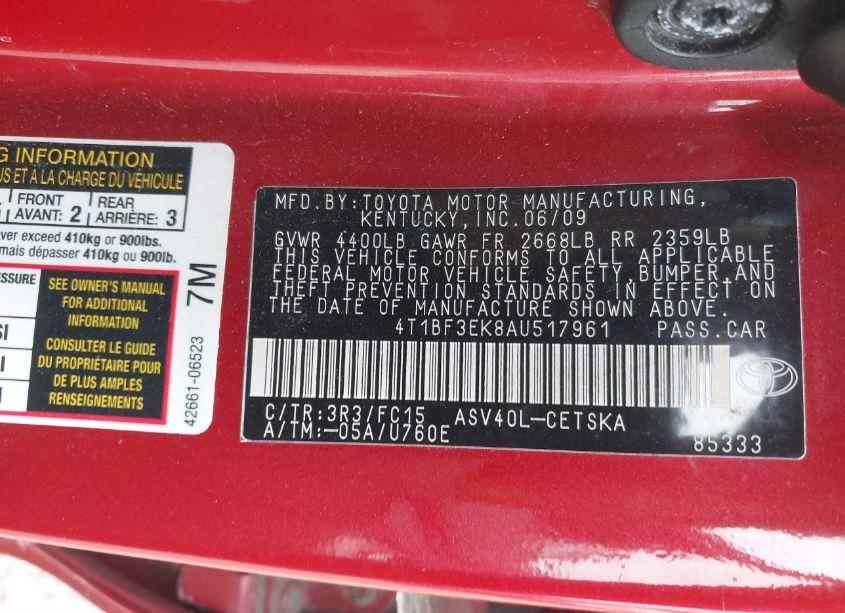 G INFORMATION
US ET À LA CHARGE DU VÉHICULE
FRONT
AVANT: 2
REAR
ARRIÈRE: 3
ver exceed 410kg or 900lbs.
mais dépasser 410kg ou 900lb.
ESSURE
SEE OWNER'S MANUAL
FOR ADDITIONAL
INFORMATION
CONSULTER LE GUIDE
DU PROPRIÉTAIRE POUR
DE PLUS AMPLES
RENSEIGNEMENTS
SI
7M
42661-06523
MFD.BY:TOYOTA MOTOR MANUFACTURING,
KENTUCKY,INC.06/09
GVWR 4400LB GAWR FR 2668LB RR 2359LB
THIS VEHICLE CONFORMS TO ALL APPLICABLE
FEDERAL MOTOR VEHICLE SAFETY,BUMPER,AND
THEFT PREVENTION STANDARDS IN EFFECT ON
THE DATE OF MANUFACTURE SHOWN ABOVE.
4T1BF3EK8AU517961 PASS.CAR
C/TR:3R3/FC15 ASV40L-CETSKA
A/TM:-05A/U760E
85333